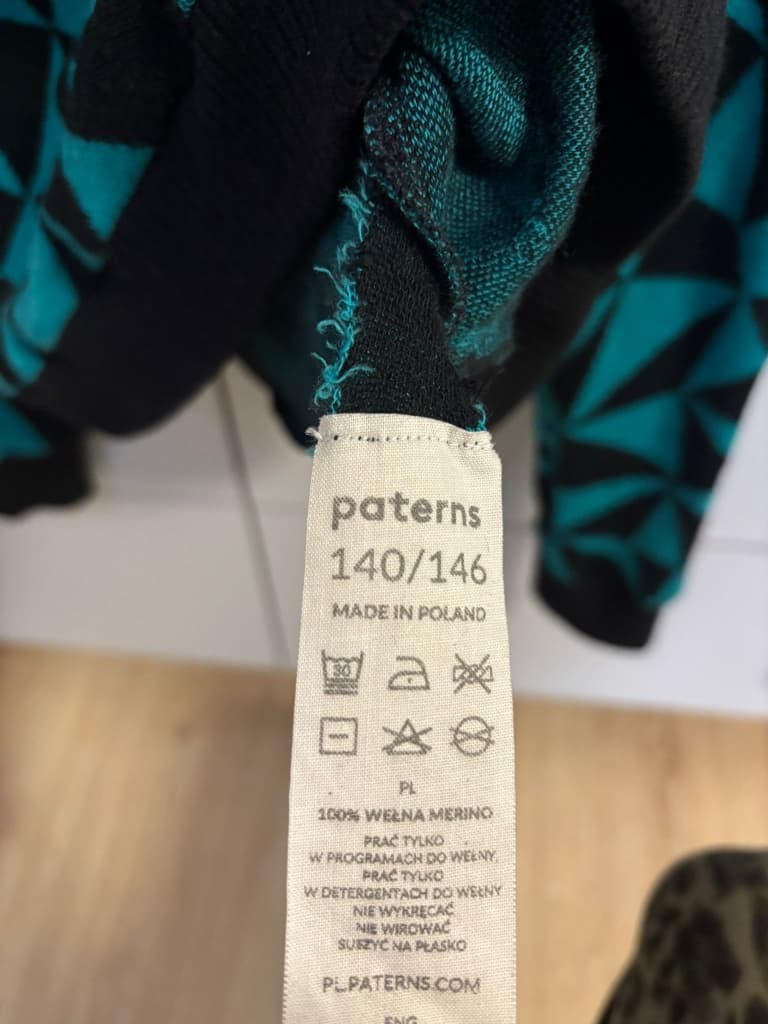 paterns
140/146
MADE IN POLAND
30
PL
100% WEŁNA MERINO
PRAĆ TYLKO
W PROGRAMACH DO WEŁNY,
PRAĆ TYLKO
W DETERGENTACH DO WEŁNY
NIE WYKRĘCAĆ
NIE WIROWAĆ
SUSZYĆ NA PŁASKO
PL.PATERNS.COM
ENG